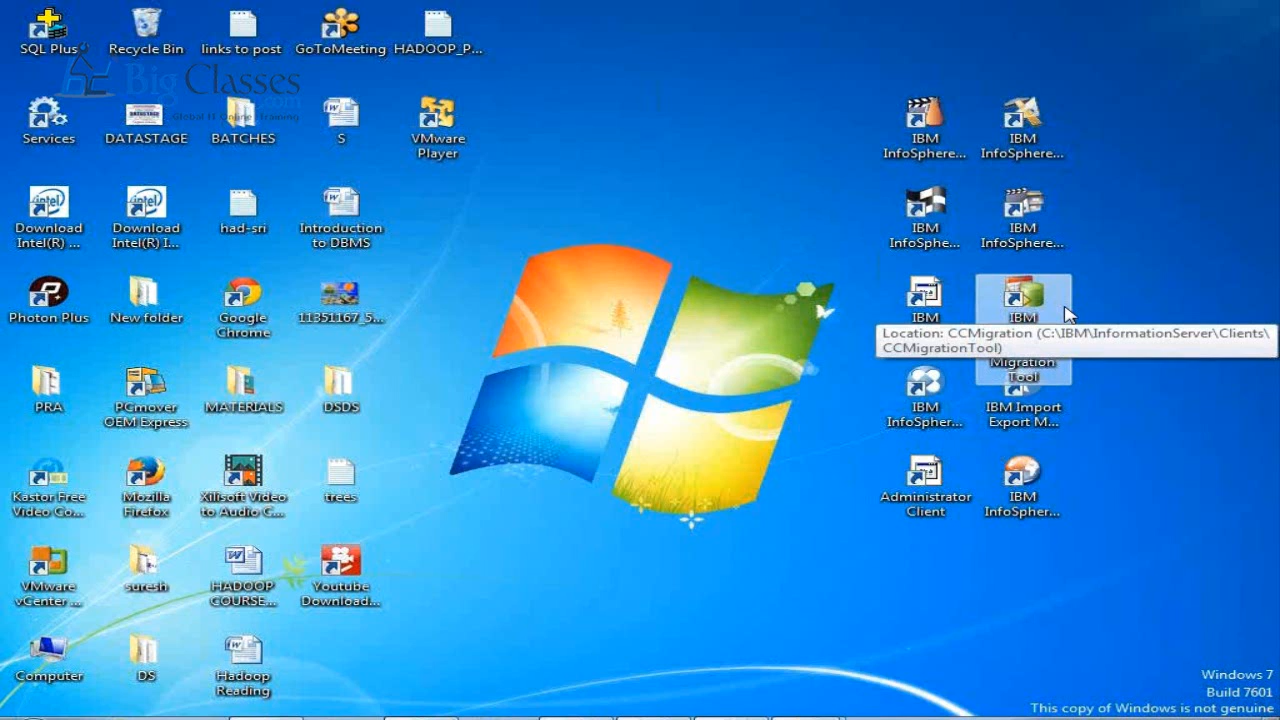 SQL Plus
Recycle Bin
links to post
GoToMeeting
HADOOP_P...
Big Classes
.com
Global IT Online Training
Services
DATASTAGE
BATCHES
S
VMware
Player
IBM
InfoSphere...
IBM
InfoSphere...
Download
Intel(R) ...
Download
Intel(R) I...
had-sri
Introduction
to DBMS
IBM
InfoSphe...
IBM
InfoSphere...
Photon Plus
New folder
Google
Chrome
11351167_5...
IBM
IBM
Location: CCMigration (C:\IBM\InformationServer\Clients\
CCMigrationTool)
Migration
Tool
PRA
PCmover
OEM Express
MATERIALS
DSDS
IBM
InfoSpher...
IBM Import
Export M...
Kastor Free
Video Co...
Mozilla
Firefox
Xilisoft Video
to Audio C...
trees
Administrator
Client
IBM
InfoSpher...
VMware
vCenter ...
suresh
HADOOP
COURSE...
Youtube
Download...
Computer
DS
Hadoop
Reading
Windows 7
Build 7601
This copy of Windows is not genuine